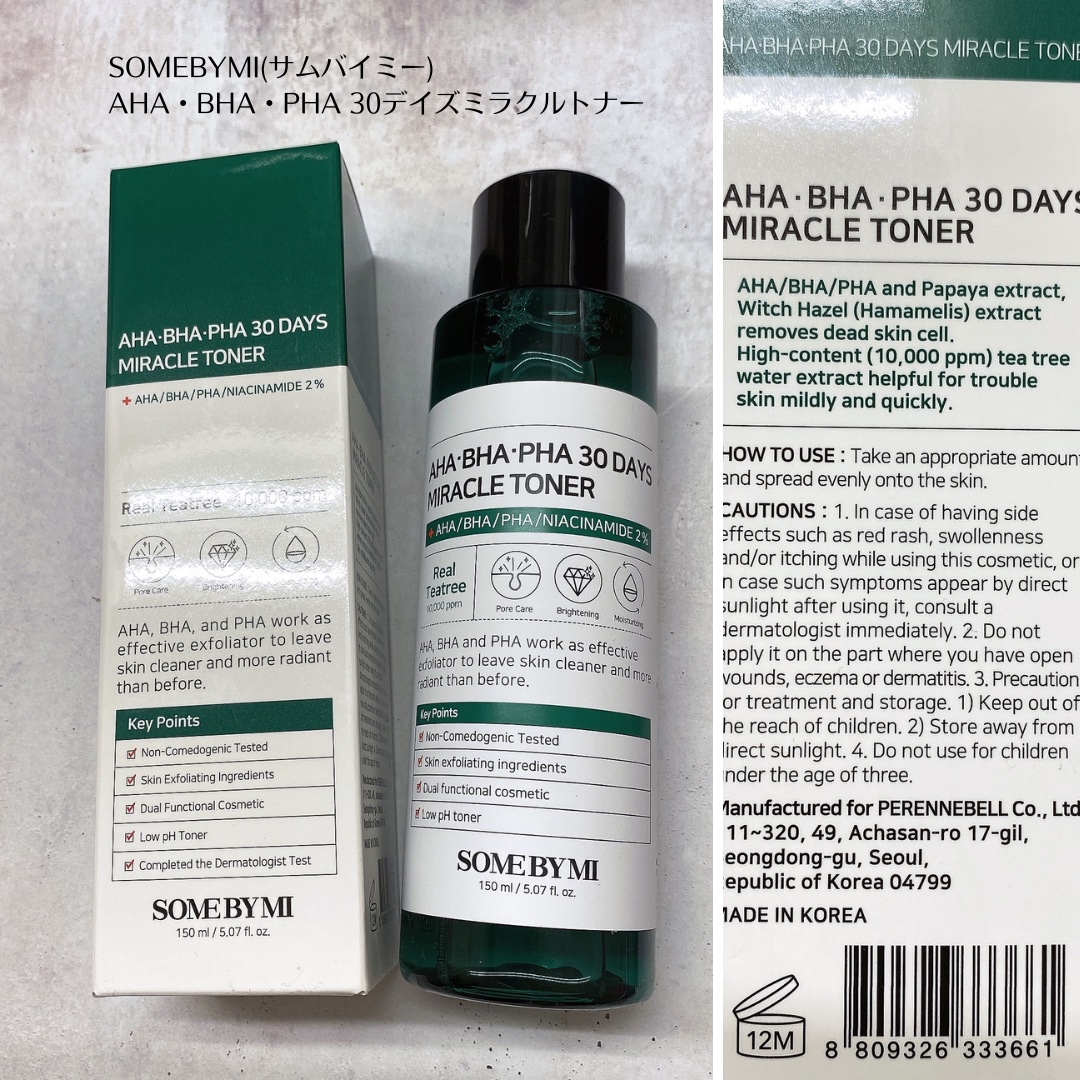 SOMEBYMI(サムバイミー)
AHA・BHA・PHA 30デイズミラクルトナー
AHA·BHA·PHA 30 DAYS
MIRACLE TONER
+ AHA/BHA/PHA/NIACINAMIDE 2%
Real Teatree 10,000 ppm
Pore Care
Brightening
AHA, BHA, and PHA work as
effective exfoliator to leave
skin cleaner and more radiant
than before.
Key Points
Non-Comedogenic Tested
Skin Exfoliating Ingredients
Dual Functional Cosmetic
Low pH Toner
Completed the Dermatologist Test
SOME BY MI
150 ml / 5.07 fl. oz.
AHA·BHA·PHA 30 DAYS
MIRACLE TONER
+ AHA/BHA/PHA/NIACINAMIDE 2%
Real
Teatree
10,000 ppm
Pore Care
Brightening
Moisturizing
AHA, BHA and PHA work as effective
exfoliator to leave skin cleaner and more
radiant than before.
Key Points
Non-Comedogenic Tested
Skin exfoliating ingredients
Dual functional cosmetic
Low pH toner
SOME BY MI
150 ml / 5.07 fl. oz.
AHA·BHA·PHA 30 DAYS MIRACLE TONE
AHA·BHA·PHA 30 DAYS
MIRACLE TONER
AHA/BHA/PHA and Papaya extract,
Witch Hazel (Hamamelis) extract
removes dead skin cell.
High-content (10,000 ppm) tea tree
water extract helpful for trouble
skin mildly and quickly.
HOW TO USE : Take an appropriate amount
and spread evenly onto the skin.
CAUTIONS : 1. In case of having side
effects such as red rash, swollenness
and/or itching while using this cosmetic, or
in case such symptoms appear by direct
sunlight after using it, consult a
dermatologist immediately. 2. Do not
apply it on the part where you have open
wounds, eczema or dermatitis. 3. Precaution
for treatment and storage. 1) Keep out of
the reach of children. 2) Store away from
direct sunlight. 4. Do not use for children
under the age of three.
Manufactured for PERENNEBELL Co., Ltd
11~320, 49, Achasan-ro 17-gil,
Seongdong-gu, Seoul,
Republic of Korea 04799
MADE IN KOREA
12M
8 809326 333661